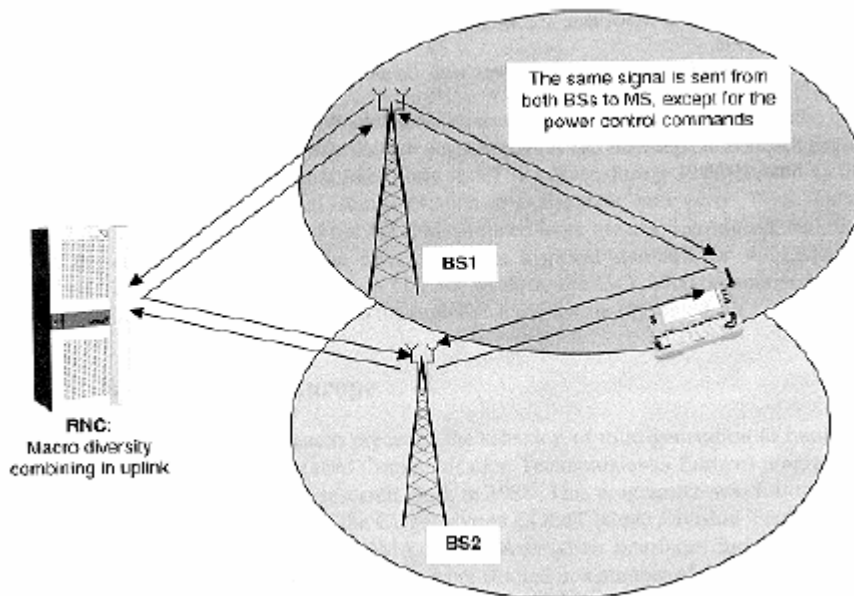 The same signal is sent from
both BSs to MS, except for the
power control commands
BS1
RNC:
Macro diversity
combining in uplink
BS2